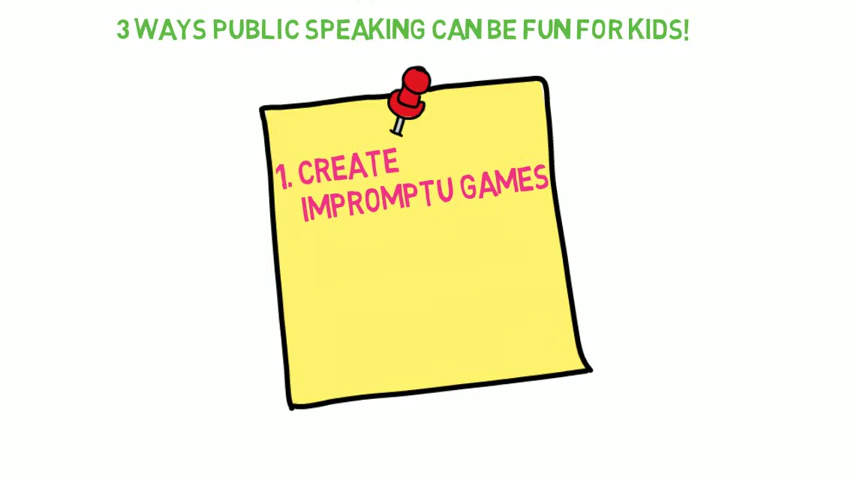 3 WAYS PUBLIC SPEAKING CAN BE FUN FOR KIDS!
1. CREATE
IMPROMPTU GAMES